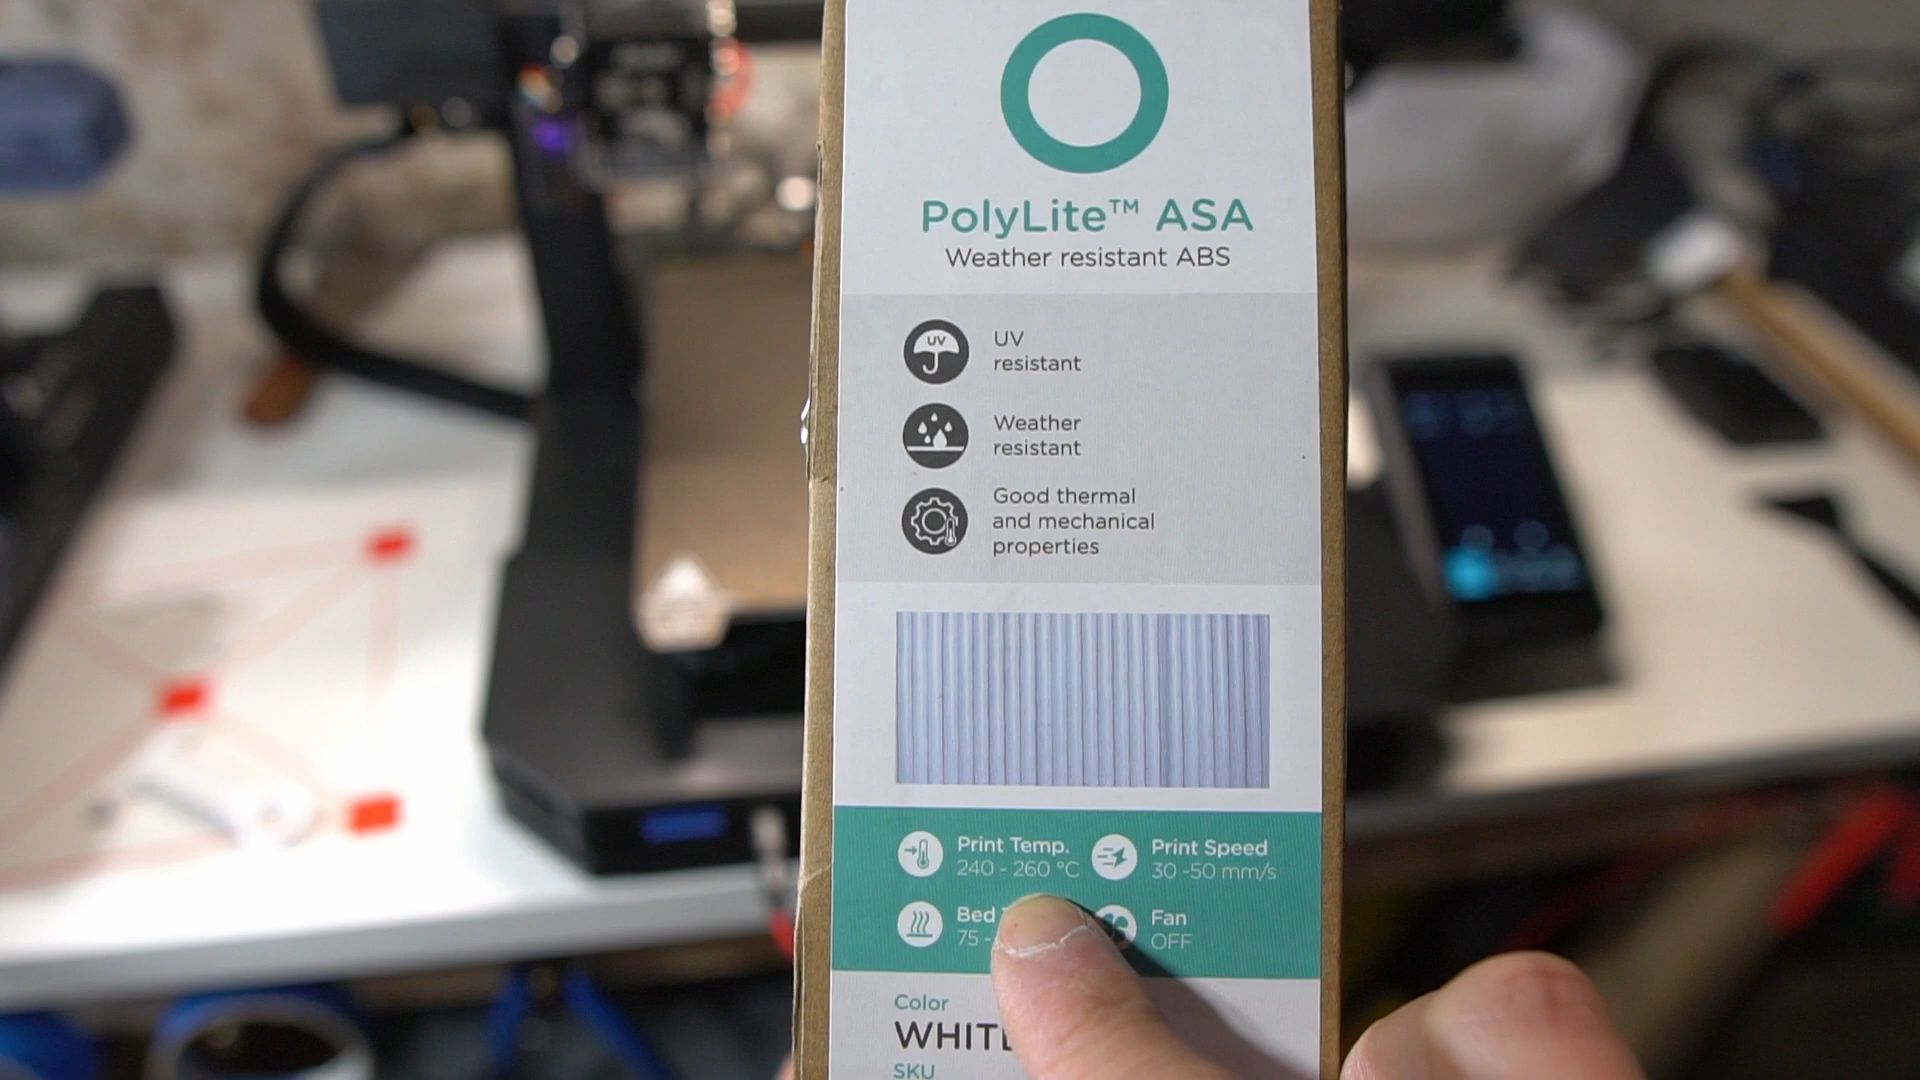 PolyLite™ ASA
Weather resistant ABS
UV
UV
resistant
Weather
resistant
Good thermal
and mechanical
properties
Print Temp.
240 - 260 °C
Print Speed
30 -50 mm/s
Bed
75 -
Fan
OFF
Color
WHITE
SKU